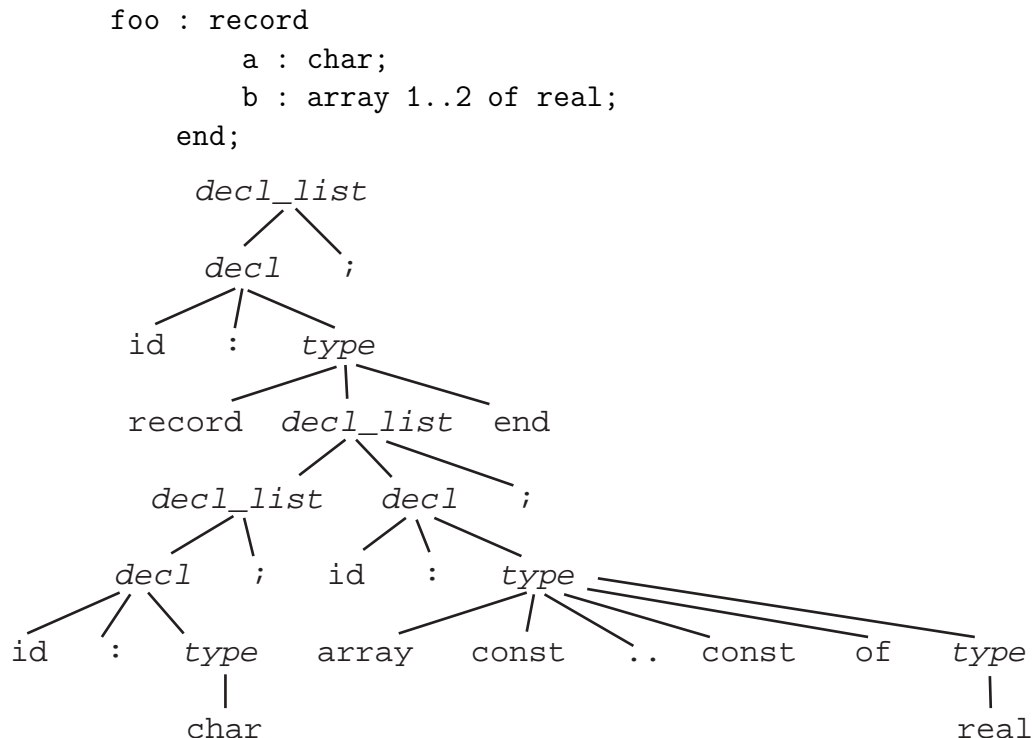 foo : record
a : char;
b : array 1..2 of real;
end;
decl_list
decl ;
id : type
record decl_list end
decl_list decl ;
decl ; id : type
id : type array const .. const of type
char real